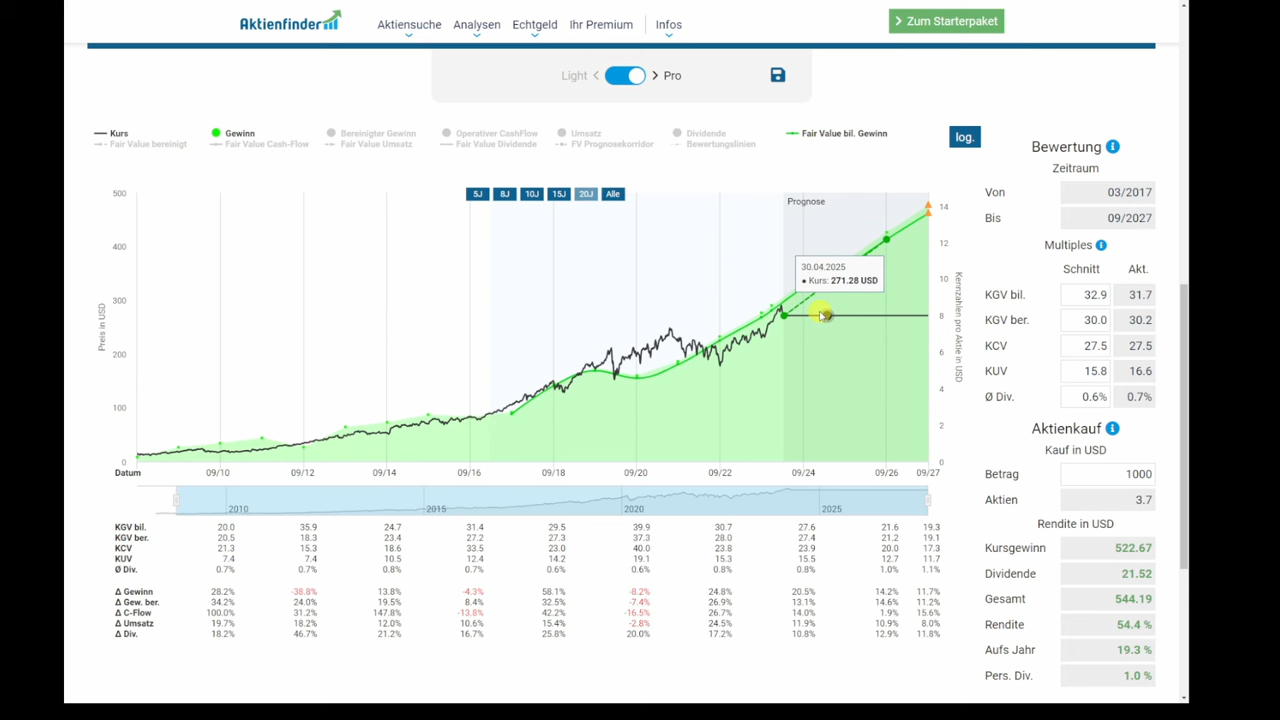 Aktienfinder
Aktiensuche Analysen Echtgeld Ihr Premium Infos
> Zum Starterpaket
Light < > Pro
Kurs Gewinn Bereinigter Gewinn Operativer CashFlow Umsatz Dividende Fair Value bil. Gewinn
Fair Value bereinigt Fair Value Cash-Flow Fair Value Umsatz Fair Value Dividende FV Prognosekorridor Bewertungslinien
log.
5J 8J 10J 15J 20J Alle
Prognose
Preis in USD
500
400
300
200
100
0
Kennzahlen pro Aktie in USD
14
12
10
8
6
4
2
0
30.04.2025
● Kurs: 271.28 USD
Datum 09/10 09/12 09/14 09/16 09/18 09/20 09/22 09/24 09/26 09/27
2010 2015 2020 2025
KGV bil. 20.0 35.9 24.7 31.4 29.5 39.9 30.7 27.6 21.6 19.3
KGV ber. 20.5 18.3 23.4 27.2 27.3 37.3 28.0 27.4 21.2 19.1
KCV 21.3 15.3 18.6 33.5 23.0 40.0 23.8 23.9 20.0 17.3
KUV 7.4 7.4 10.5 12.4 14.2 19.1 15.3 15.5 12.7 11.7
Ø Div. 0.7% 1.0% 0.8% 0.7% 0.6% 0.6% 0.8% 0.8% 1.0% 1.1%
Δ Gewinn 28.2% -38.8% 13.8% -4.3% 58.1% -8.2% 24.8% 20.5% 14.2% 11.7%
Δ Gew. ber. 34.2% 24.0% 19.5% 8.4% 32.5% -7.4% 26.9% 13.1% 14.6% 11.2%
Δ C-Flow 100.0% 31.2% 147.8% -13.8% 42.2% -16.5% 26.7% 14.0% 1.9% 15.6%
Δ Umsatz 19.7% 18.2% 12.0% 10.6% 15.4% -2.8% 24.5% 11.9% 10.9% 8.0%
Δ Div. 18.2% 46.7% 21.2% 16.7% 25.8% 20.0% 17.2% 10.8% 12.9% 11.8%
Bewertung
Zeitraum
Von 03/2017
Bis 09/2027
Multiples
Schnitt Akt.
KGV bil. 32.9 31.7
KGV ber. 30.0 30.2
KCV 27.5 27.5
KUV 15.8 16.6
Ø Div. 0.6% 0.7%
Aktienkauf
Kauf in USD
Betrag 1000
Aktien 3.7
Rendite in USD
Kursgewinn 522.67
Dividende 21.52
Gesamt 544.19
Rendite 54.4 %
Aufs Jahr 19.3 %
Pers. Div. 1.0 %